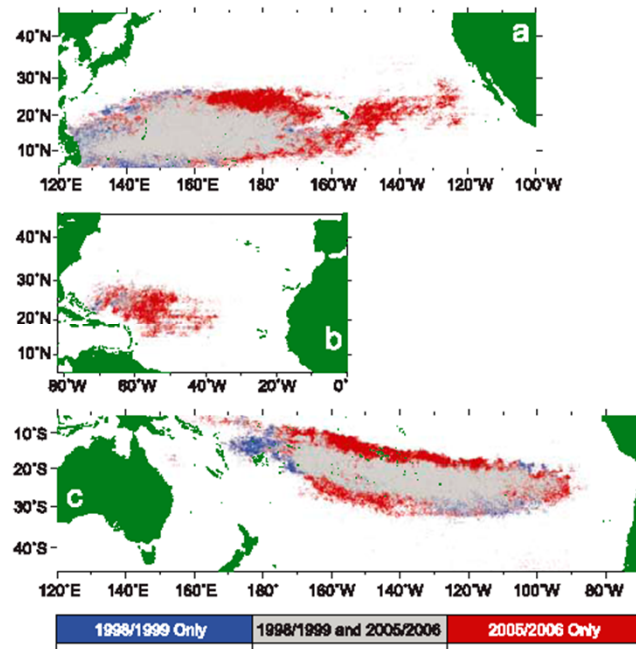 40°N
a
30°N
20°N
10°N
120°E 140°E 160°E 180° 160°W 140°W 120°W 100°W
40°N
30°N
20°N
b
10°N
80°W 60°W 40°W 20°W 0°
10°S
20°S
c
30°S
40°S
120°E 140°E 160°E 180° 160°W 140°W 120°W 100°W 80°W
1998/1999 Only 1998/1999 and 2005/2006 2005/2006 Only